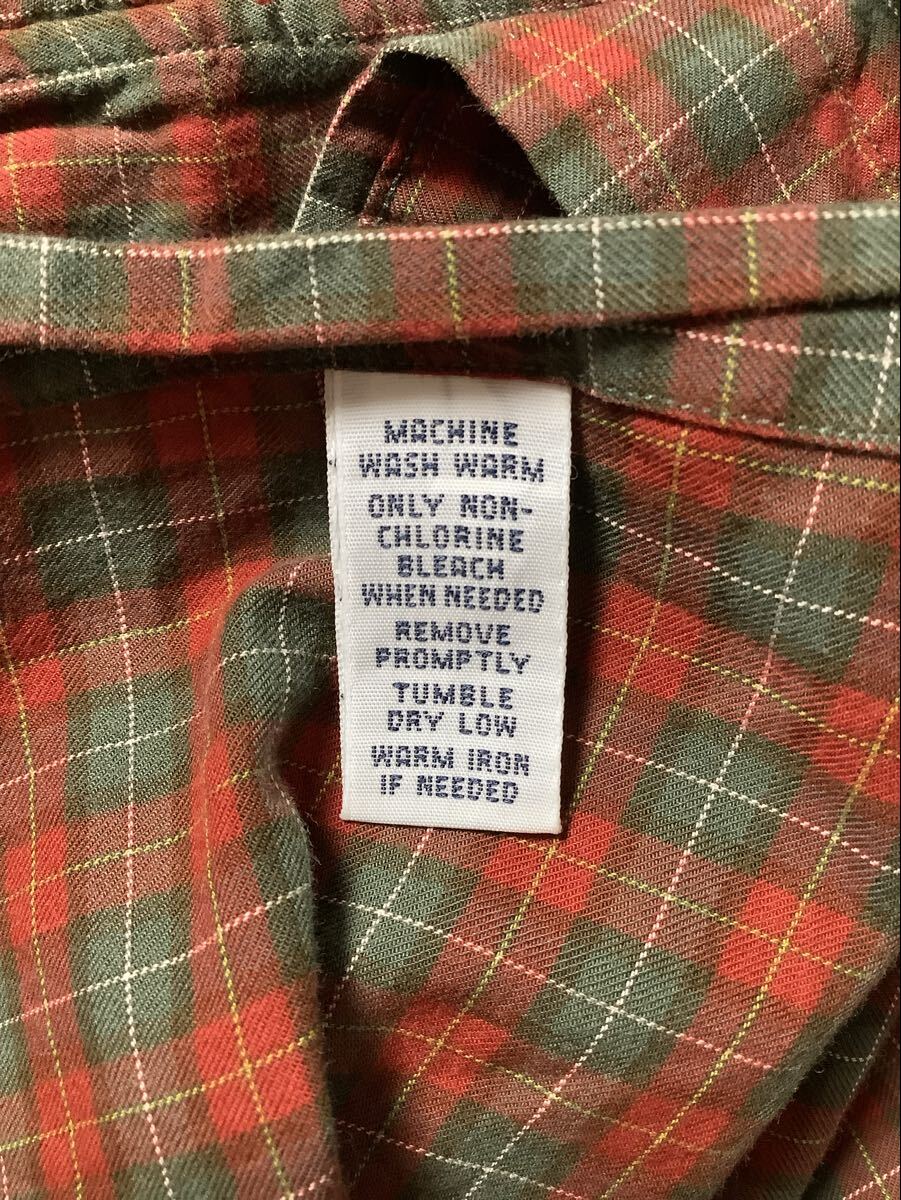 MACHINE
WASH WARM
ONLY NON-
CHLORINE
BLEACH
WHEN NEEDED
REMOVE
PROMPTLY
TUMBLE
DRY LOW
WARM IRON
IF NEEDED